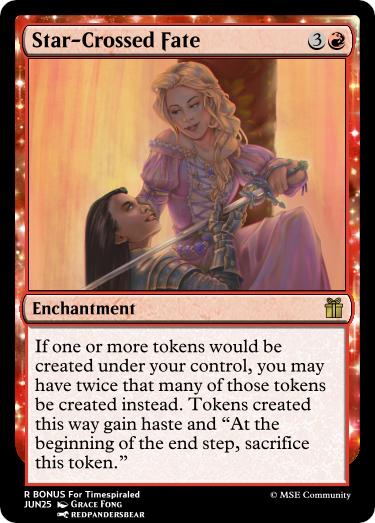 Star-Crossed Fate 3
Enchantment
If one or more tokens would be
created under your control, you may
have twice that many of those tokens
be created instead. Tokens created
this way gain haste and “At the
beginning of the end step, sacrifice
this token.”
R BONUS For Timespiraled
JUN25 Grace Fong
REDPANDERSBEAR
© MSE Community